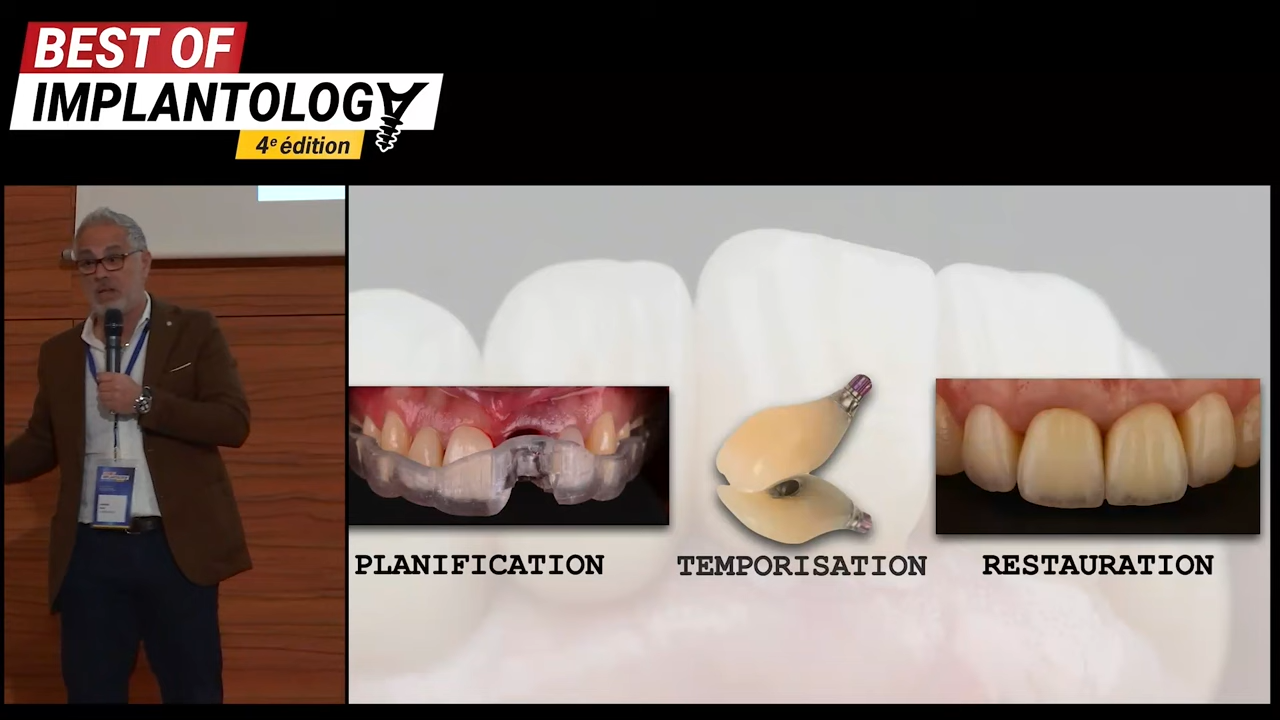 BEST OF
IMPLANTOLOGY
4e édition
PLANIFICATION
TEMPORISATION
RESTAURATION